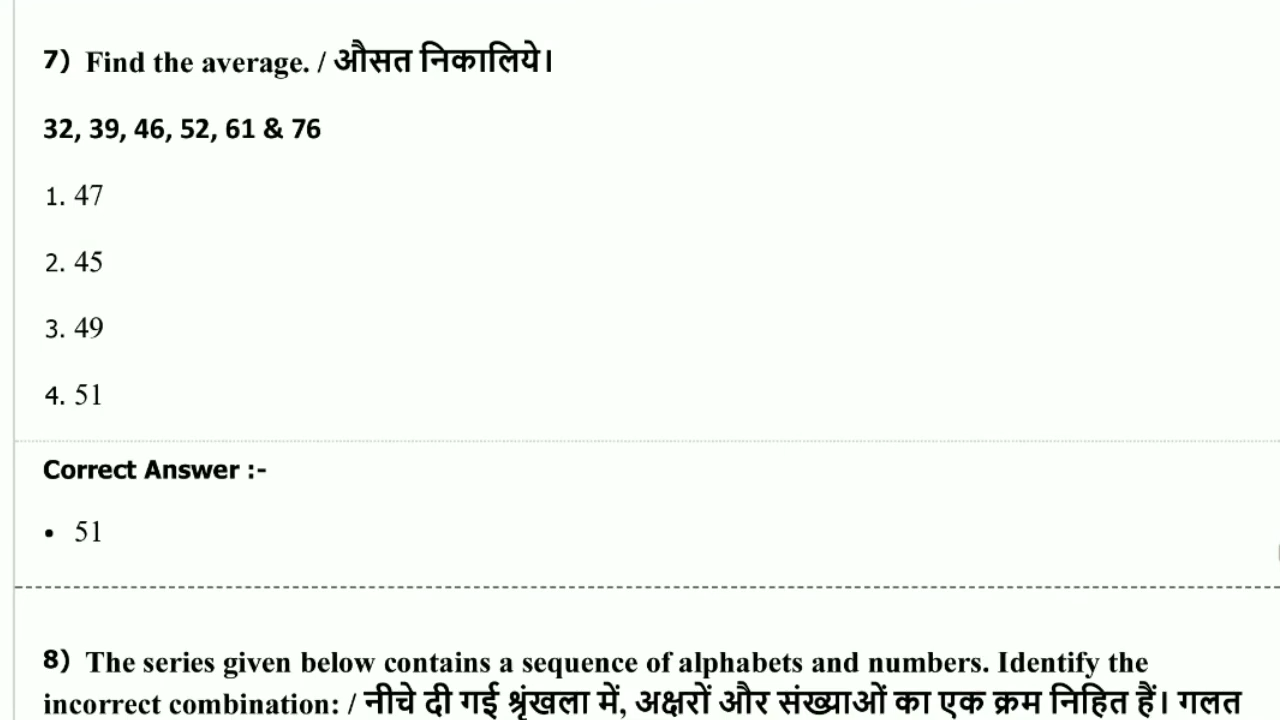 7) Find the average. / औसत निकालिये।
32, 39, 46, 52, 61 & 76
1. 47
2. 45
3. 49
4. 51
Correct Answer :-
• 51
8) The series given below contains a sequence of alphabets and numbers. Identify the
incorrect combination: / नीचे दी गई श्रृंखला में, अक्षरों और संख्याओं का एक क्रम निहित हैं। गलत